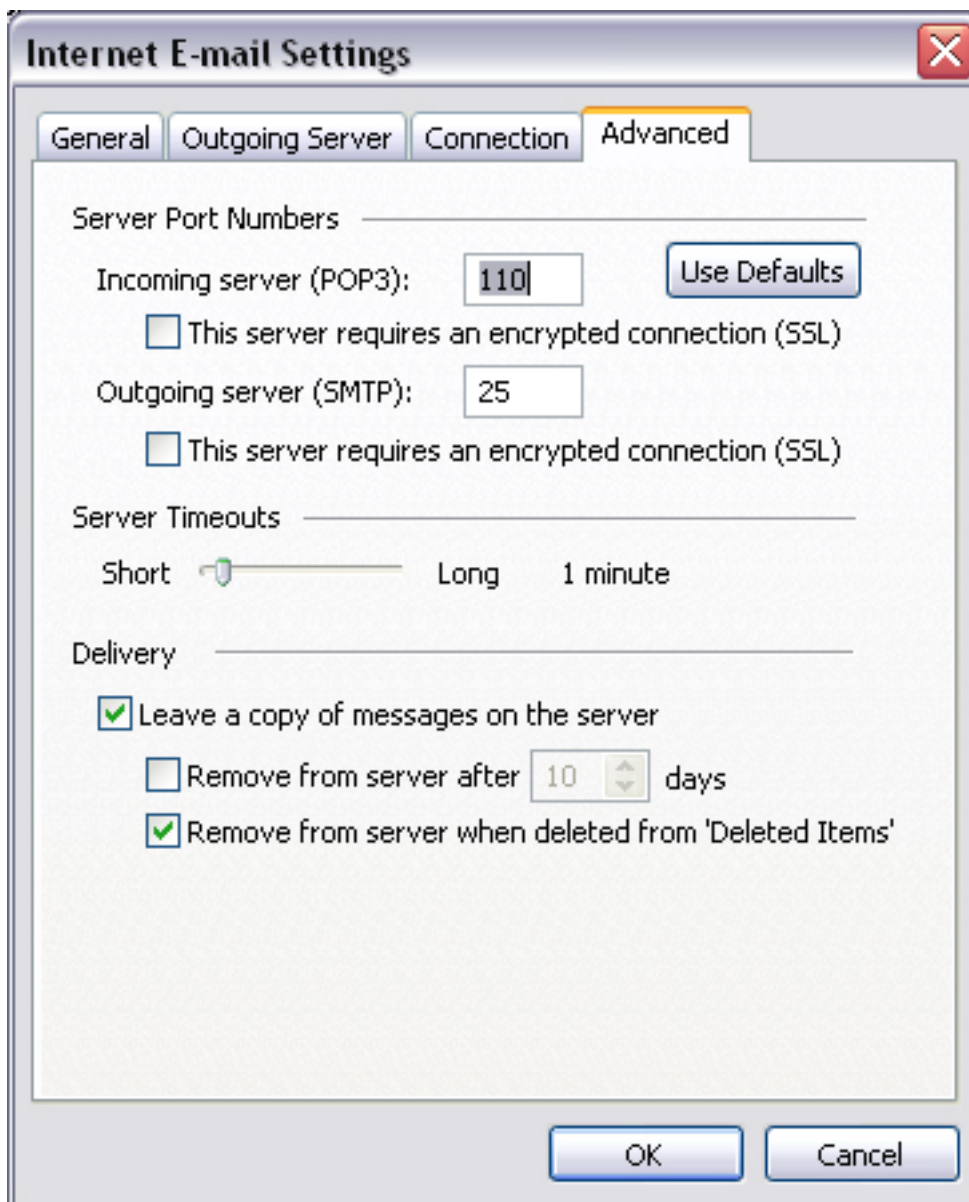 Internet E-mail Settings
General Outgoing Server Connection Advanced
Server Port Numbers
Incoming server (POP3): 110 Use Defaults
This server requires an encrypted connection (SSL)
Outgoing server (SMTP): 25
This server requires an encrypted connection (SSL)
Server Timeouts
Short Long 1 minute
Delivery
Leave a copy of messages on the server
Remove from server after 10 days
Remove from server when deleted from 'Deleted Items'
OK Cancel